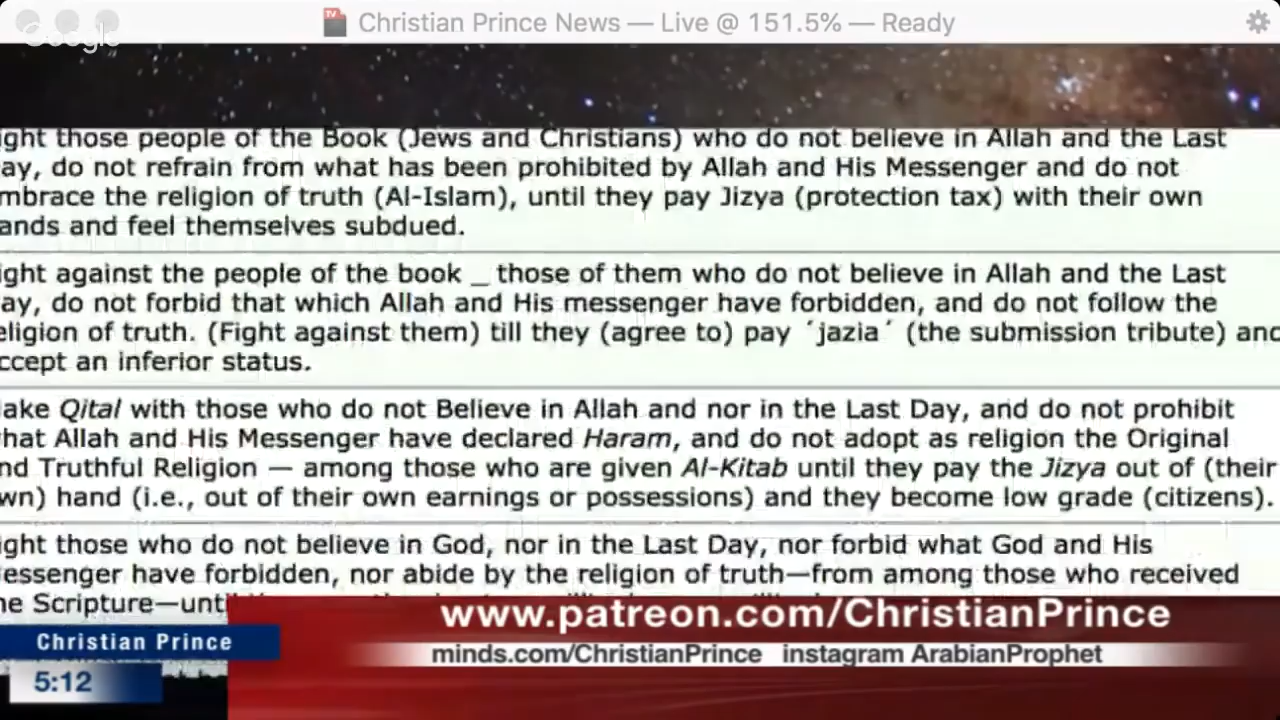 Christian Prince News — Live @ 151.5% — Ready
Google
ight those people of the Book (Jews and Christians) who do not believe in Allah and the Last
ay, do not refrain from what has been prohibited by Allah and His Messenger and do not
mbrace the religion of truth (Al-Islam), until they pay Jizya (protection tax) with their own
ands and feel themselves subdued.
ight against the people of the book _ those of them who do not believe in Allah and the Last
ay, do not forbid that which Allah and His messenger have forbidden, and do not follow the
eligion of truth. (Fight against them) till they (agree to) pay ´jazia´ (the submission tribute) and
ccept an inferior status.
ake Qital with those who do not Believe in Allah and nor in the Last Day, and do not prohibit
hat Allah and His Messenger have declared Haram, and do not adopt as religion the Original
nd Truthful Religion — among those who are given Al-Kitab until they pay the Jizya out of (their
wn) hand (i.e., out of their own earnings or possessions) and they become low grade (citizens).
ight those who do not believe in God, nor in the Last Day, nor forbid what God and His
essenger have forbidden, nor abide by the religion of truth—from among those who received
he Scripture—unt
www.patreon.com/ChristianPrince
Christian Prince
minds.com/ChristianPrince instagram ArabianProphet
5:12